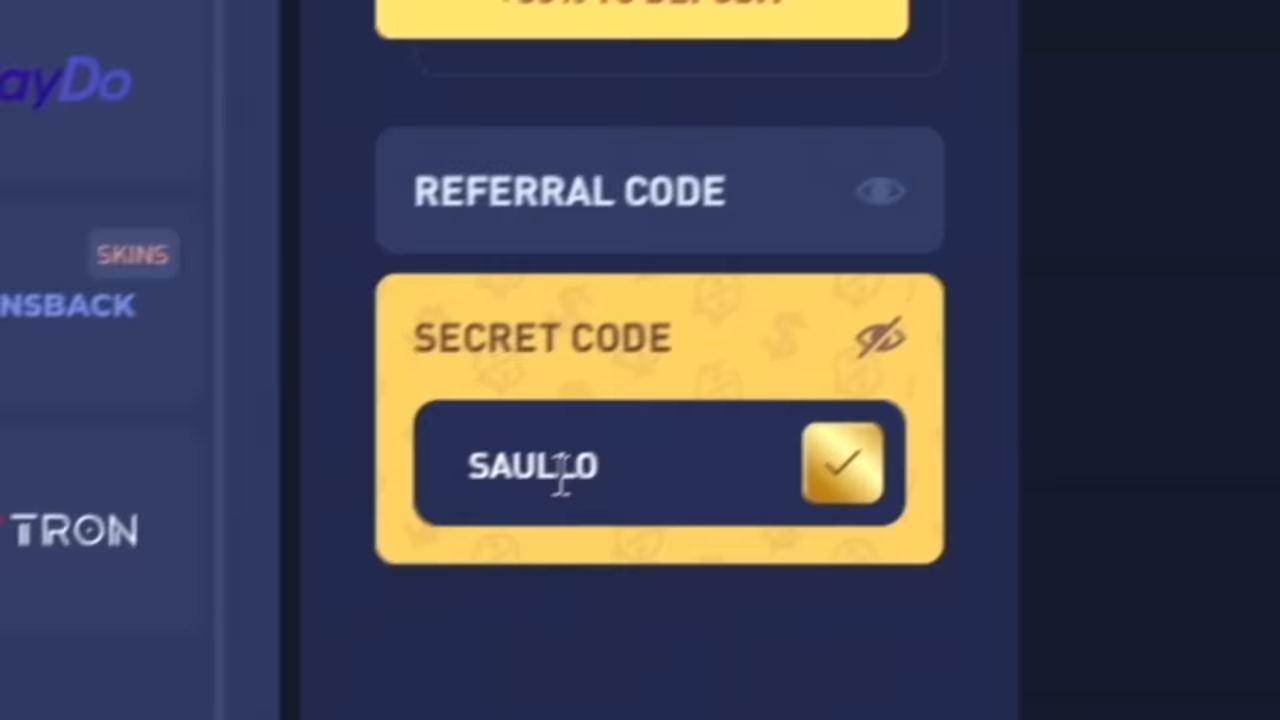 ayDo
REFERRAL CODE
SKINS
NSBACK
SECRET CODE
TRON